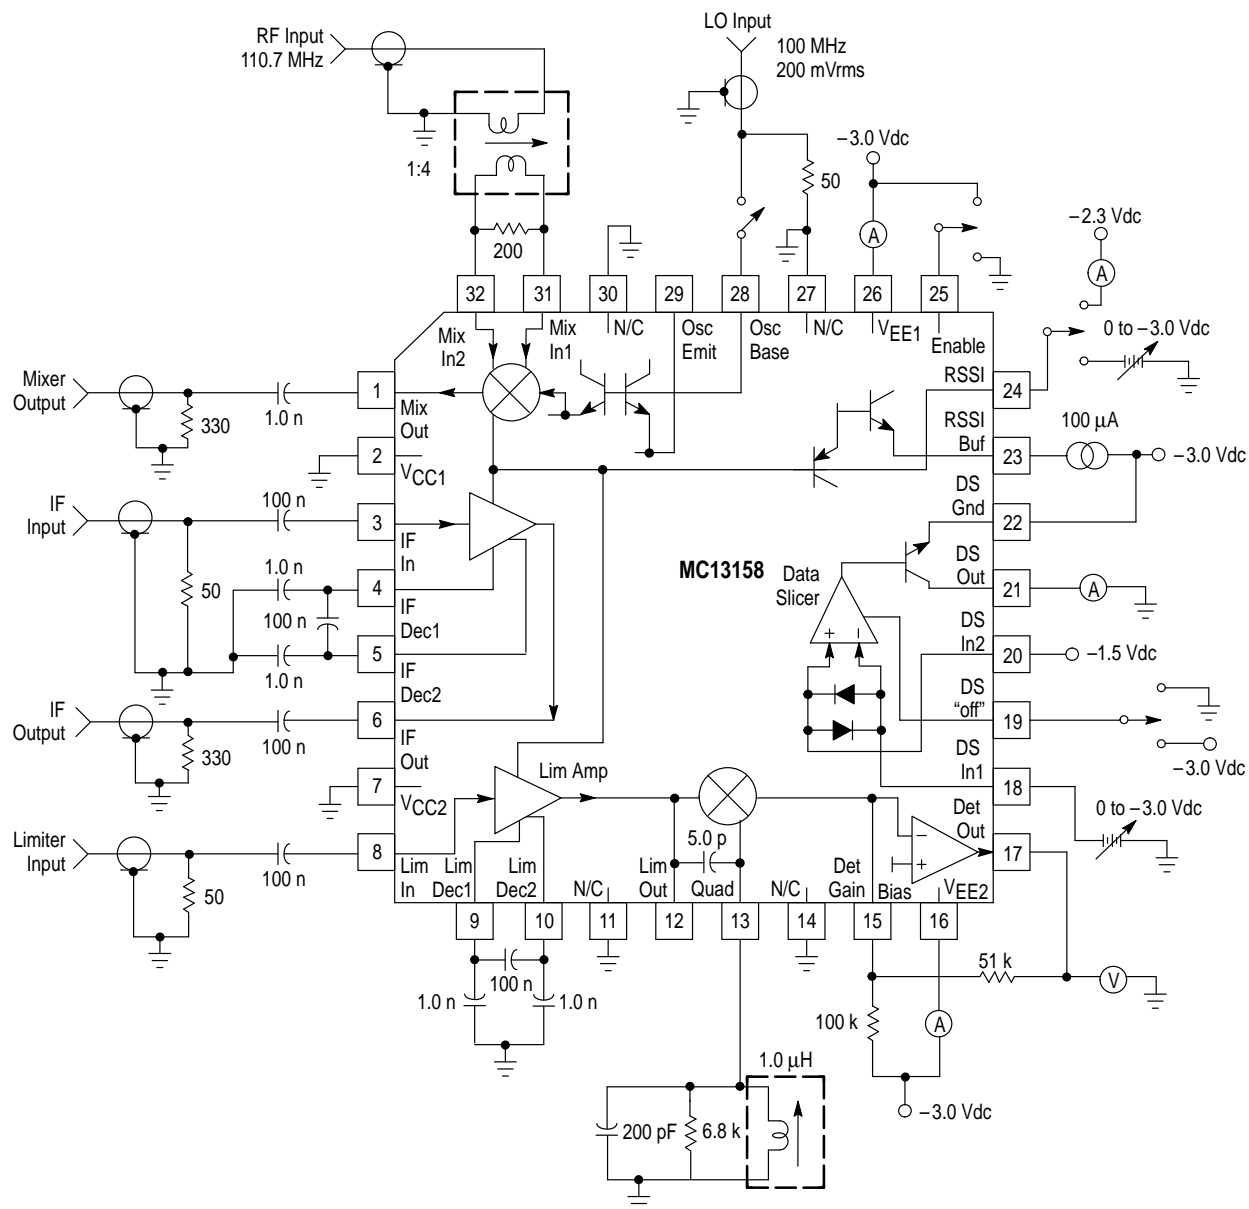 RF Input
110.7 MHz
LO Input
100 MHz
200 mVrms
1:4
200
50
–3.0 Vdc
A
–2.3 Vdc
A
0 to –3.0 Vdc
32
31
30
29
28
27
26
25
Mix
In2
Mix
In1
N/C
Osc
Emit
Osc
Base
N/C
VEE1
Enable
Mixer
Output
330
1.0 n
1
Mix
Out
2
VCC1
IF
Input
50
100 n
3
IF
In
1.0 n
4
IF
Dec1
100 n
5
1.0 n
IF
Dec2
IF
Output
330
100 n
6
IF
Out
7
VCC2
Limiter
Input
50
100 n
8
Lim
In
RSSI
24
RSSI
Buf
23
100 μA
–3.0 Vdc
DS
Gnd
22
DS
Out
21
A
DS
In2
20
–1.5 Vdc
DS
“off”
19
–3.0 Vdc
DS
In1
18
0 to –3.0 Vdc
Det
Out
17
MC13158
Data
Slicer
+
–
Lim Amp
5.0 p
–
+
Lim
Dec1
Lim
Dec2
N/C
Lim
Out
Quad
N/C
Det
Gain
Bias
VEE2
9
10
11
12
13
14
15
16
100 n
1.0 n
1.0 n
51 k
V
100 k
A
–3.0 Vdc
1.0 μH
200 pF
6.8 k